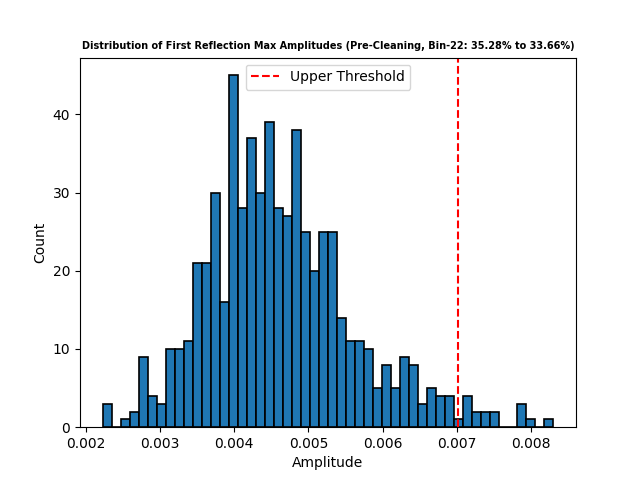 Distribution of First Reflection Max Amplitudes (Pre-Cleaning, Bin-22: 35.28% to 33.66%)
Upper Threshold
40
30
20
10
0
Count
0.002 0.003 0.004 0.005 0.006 0.007 0.008
Amplitude